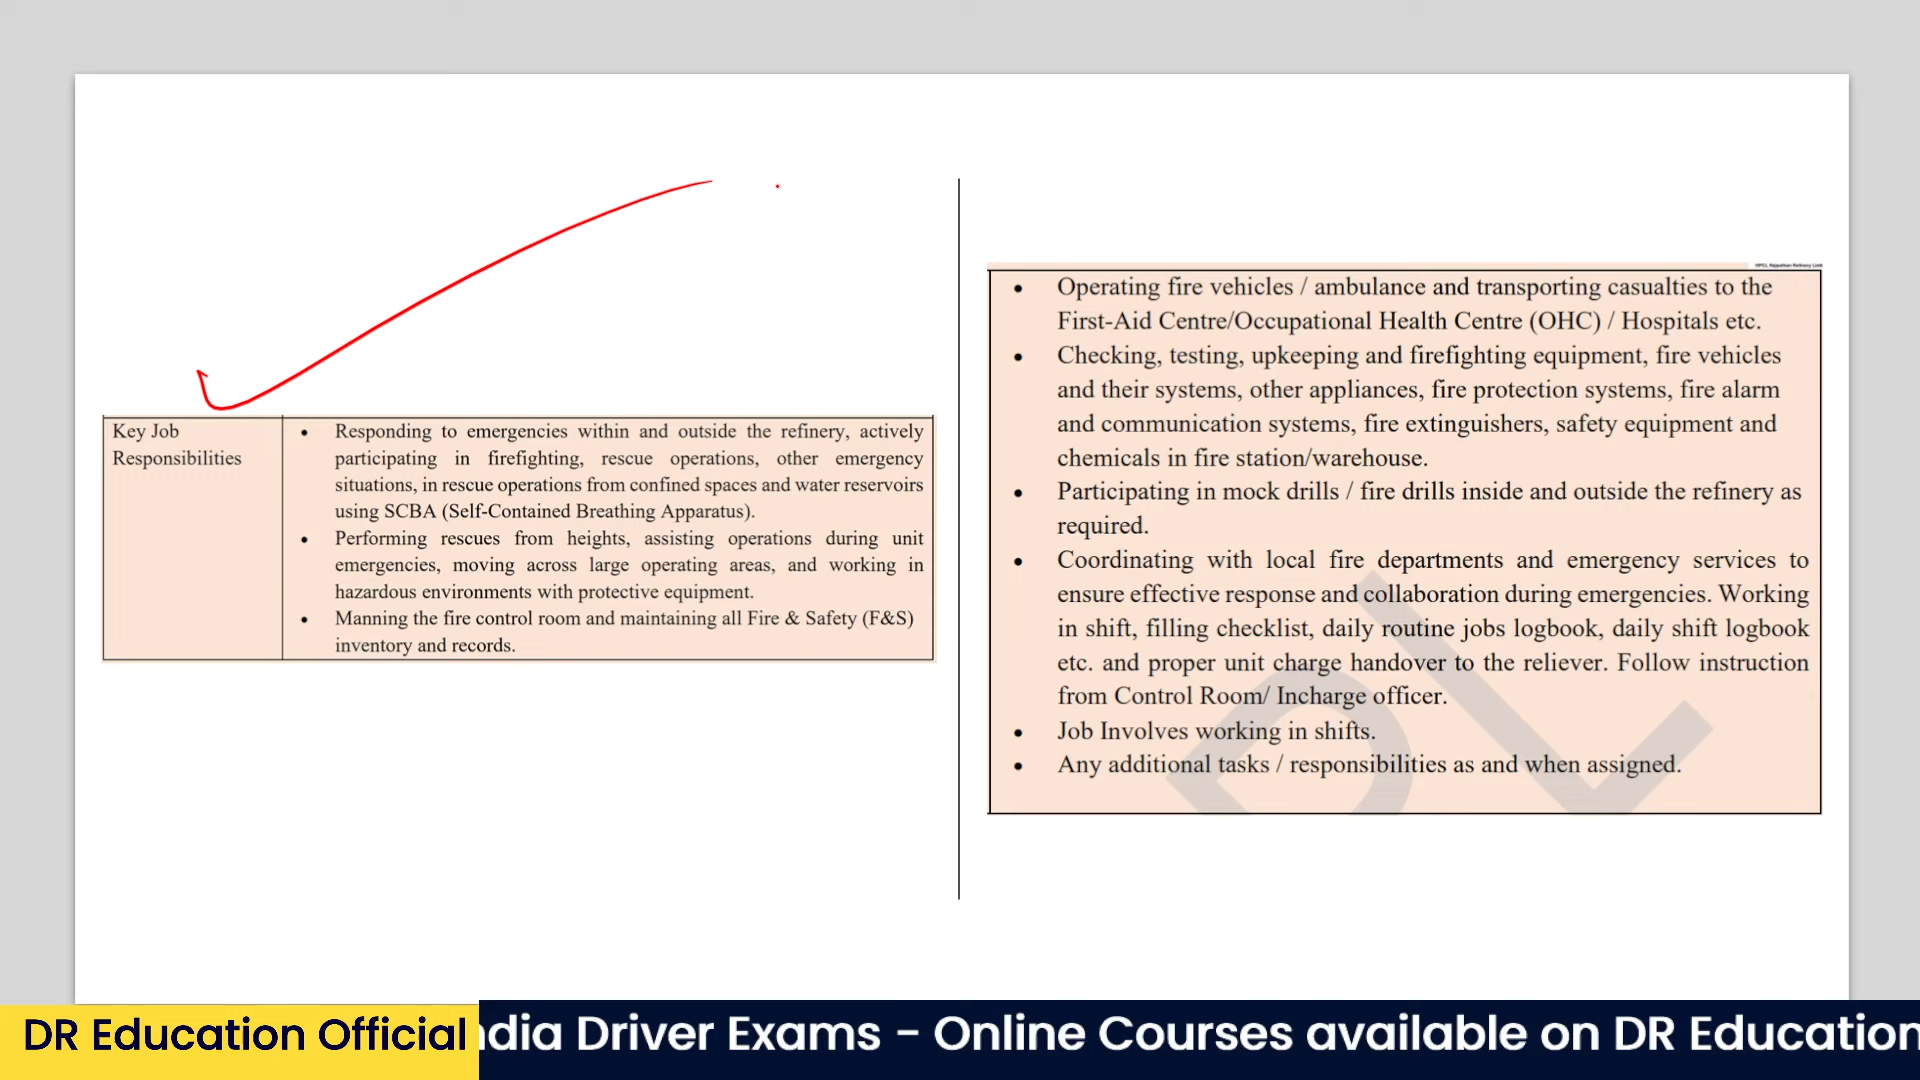 Key Job
Responsibilities
• Responding to emergencies within and outside the refinery, actively
participating in firefighting, rescue operations, other emergency
situations, in rescue operations from confined spaces and water reservoirs
using SCBA (Self-Contained Breathing Apparatus).
• Performing rescues from heights, assisting operations during unit
emergencies, moving across large operating areas, and working in
hazardous environments with protective equipment.
• Manning the fire control room and maintaining all Fire & Safety (F&S)
inventory and records.
HPCL Rajasthan Refinery Limi
• Operating fire vehicles / ambulance and transporting casualties to the
First-Aid Centre/Occupational Health Centre (OHC) / Hospitals etc.
• Checking, testing, upkeeping and firefighting equipment, fire vehicles
and their systems, other appliances, fire protection systems, fire alarm
and communication systems, fire extinguishers, safety equipment and
chemicals in fire station/warehouse.
• Participating in mock drills / fire drills inside and outside the refinery as
required.
• Coordinating with local fire departments and emergency services to
ensure effective response and collaboration during emergencies. Working
in shift, filling checklist, daily routine jobs logbook, daily shift logbook
etc. and proper unit charge handover to the reliever. Follow instruction
from Control Room/ Incharge officer.
• Job Involves working in shifts.
• Any additional tasks / responsibilities as and when assigned.
DR Education Official
ndia Driver Exams - Online Courses available on DR Education